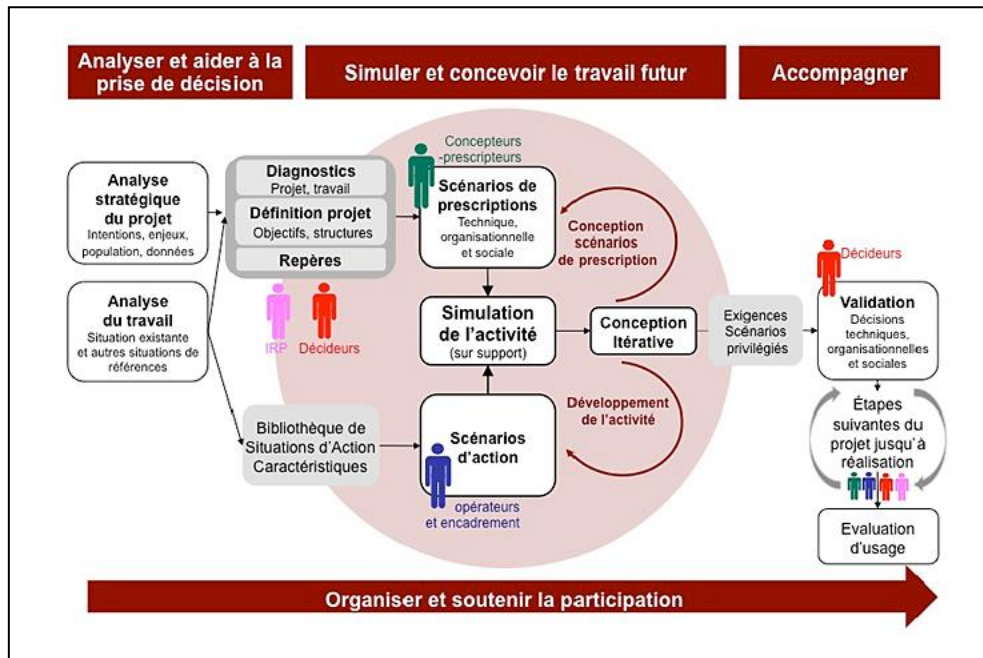 Analyser et aider à la
prise de décision
Simuler et concevoir le travail futur
Accompagner
Analyse
stratégique
du projet
Intentions, enjeux,
population, données
Analyse
du travail
Situation existante
et autres situations de
références
Diagnostics
Projet, travail
Définition projet
Objectifs, structures
Repères
IRP
Décideurs
Bibliothèque de
Situations d'Action
Caractéristiques
Concepteurs
-prescripteurs
Scénarios de
prescriptions
Technique,
organisationnelle
et sociale
Simulation
de l'activité
(sur support)
Scénarios
d'action
opérateurs
et encadrement
Conception
scénarios
de prescription
Conception
Itérative
Développement
de l'activité
Exigences
Scénarios
privilégiés
Décideurs
Validation
Décisions
techniques,
organisationnelles
et sociales
Étapes
suivantes du
projet jusqu'à
réalisation
Evaluation
d'usage
Organiser et soutenir la participation